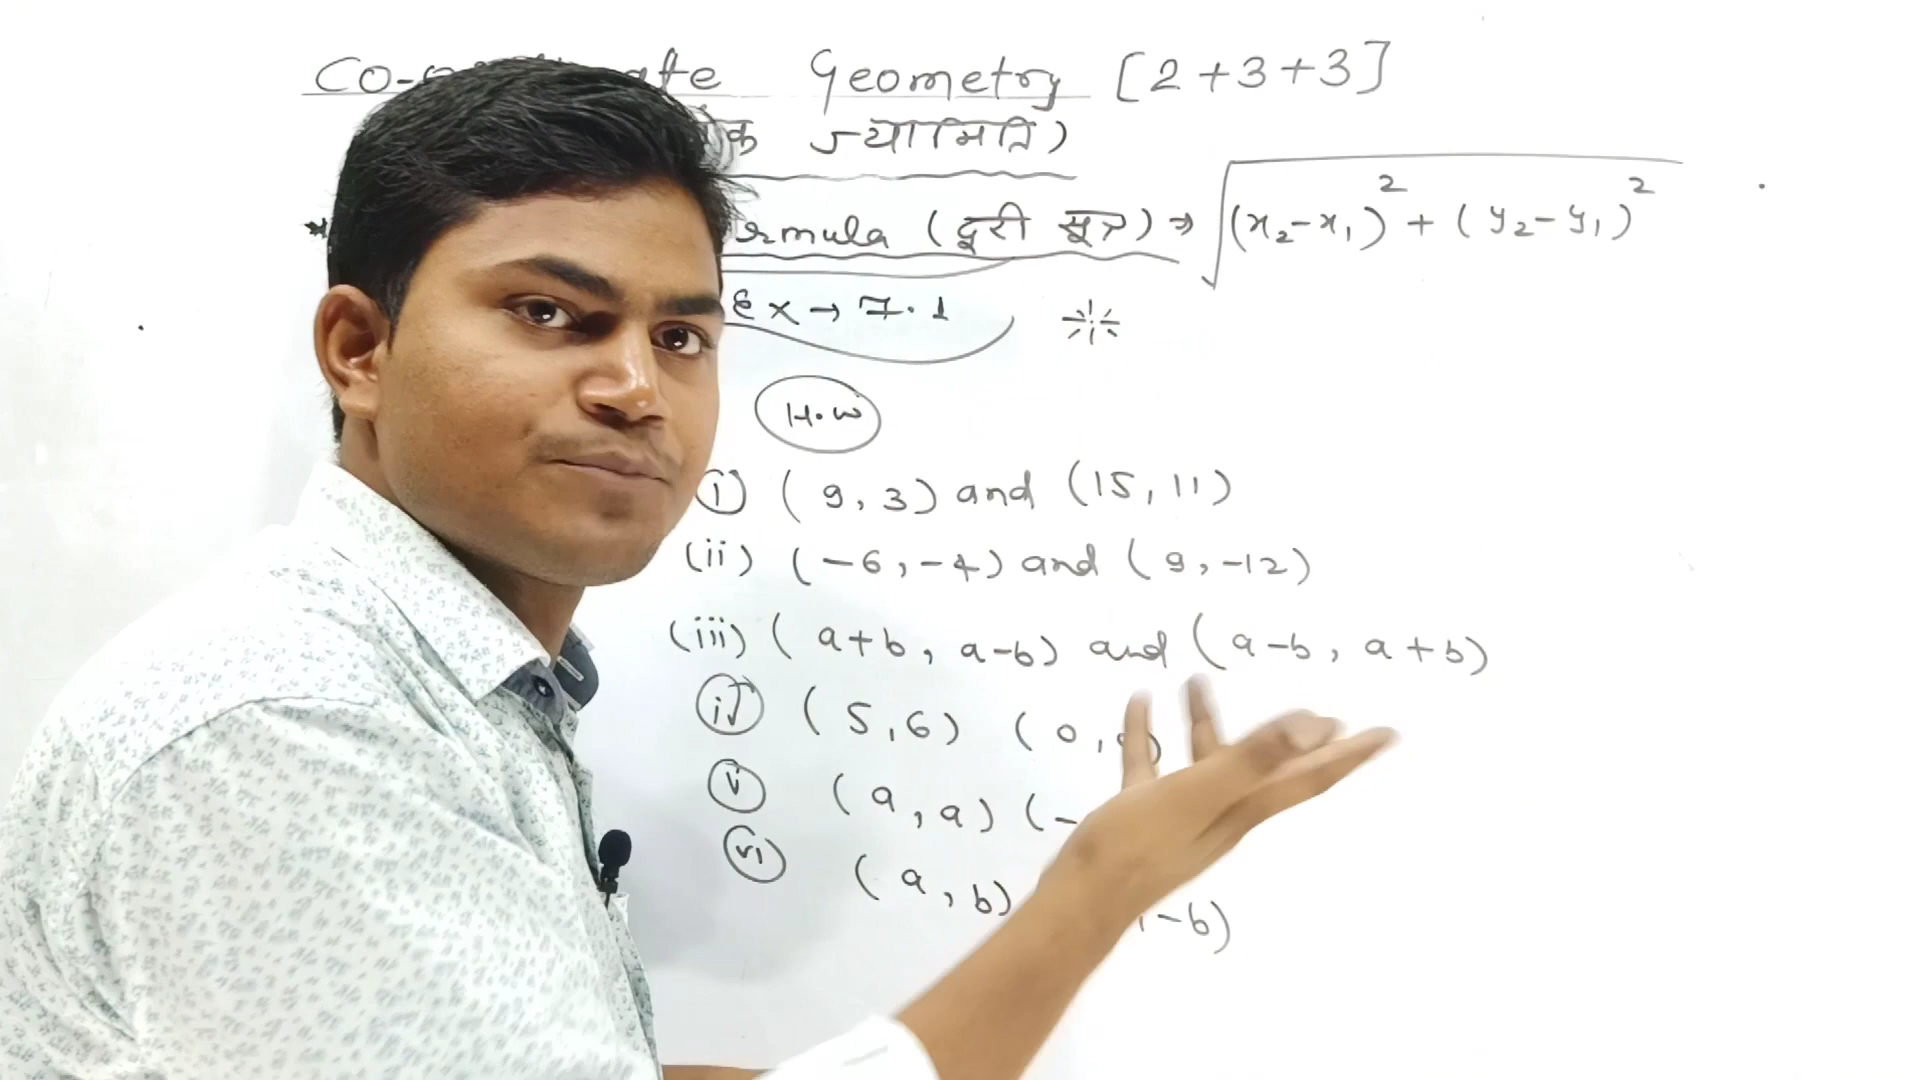 Geometry [2+3+3]
ज्यामिति)
(दूरी सूत्र) → √(x₂-x₁)² + (y₂-y₁)²
Ex → 7.1
H.W
(i) (9, 3) and (15, 11)
(ii) (-6, -4) and (9, -12)
(iii) (a+b, a-b) and (a-b, a+b)
(iv) (5, 6) (0,
(v) (a, a) (-
(vi) (a, b) , -b)